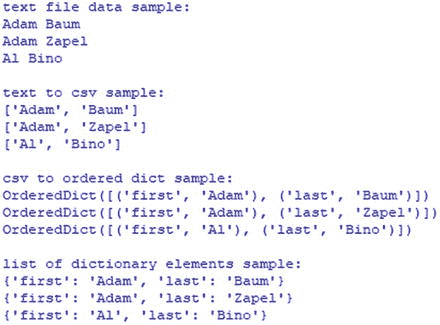 text file data sample:
Adam Baum
Adam Zapel
Al Bino
text to csv sample:
['Adam', 'Baum']
['Adam', 'Zapel']
['Al', 'Bino']
csv to ordered dict sample:
OrderedDict([('first', 'Adam'), ('last', 'Baum')])
OrderedDict([('first', 'Adam'), ('last', 'Zapel')])
OrderedDict([('first', 'Al'), ('last', 'Bino')])
list of dictionary elements sample:
{'first': 'Adam', 'last': 'Baum'}
{'first': 'Adam', 'last': 'Zapel'}
{'first': 'Al', 'last': 'Bino'}